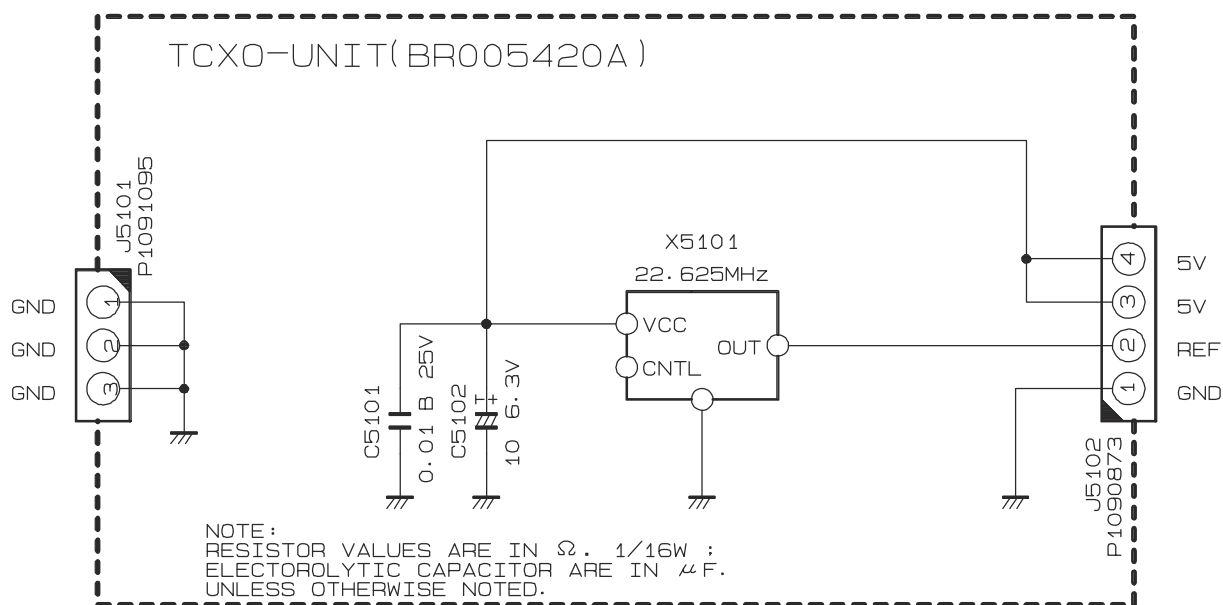 TCXO-UNIT(BR005420A)
J5101
P1091095
GND
1
GND
2
GND
3
X5101
22.625MHz
VCC
CNTL
OUT
C5101
0.01 B 25V
C5102
10 6.3V
4
5V
3
5V
2
REF
1
GND
J5102
P1090873
NOTE:
RESISTOR VALUES ARE IN Ω. 1/16W ;
ELECTOROLYTIC CAPACITOR ARE IN μF.
UNLESS OTHERWISE NOTED.